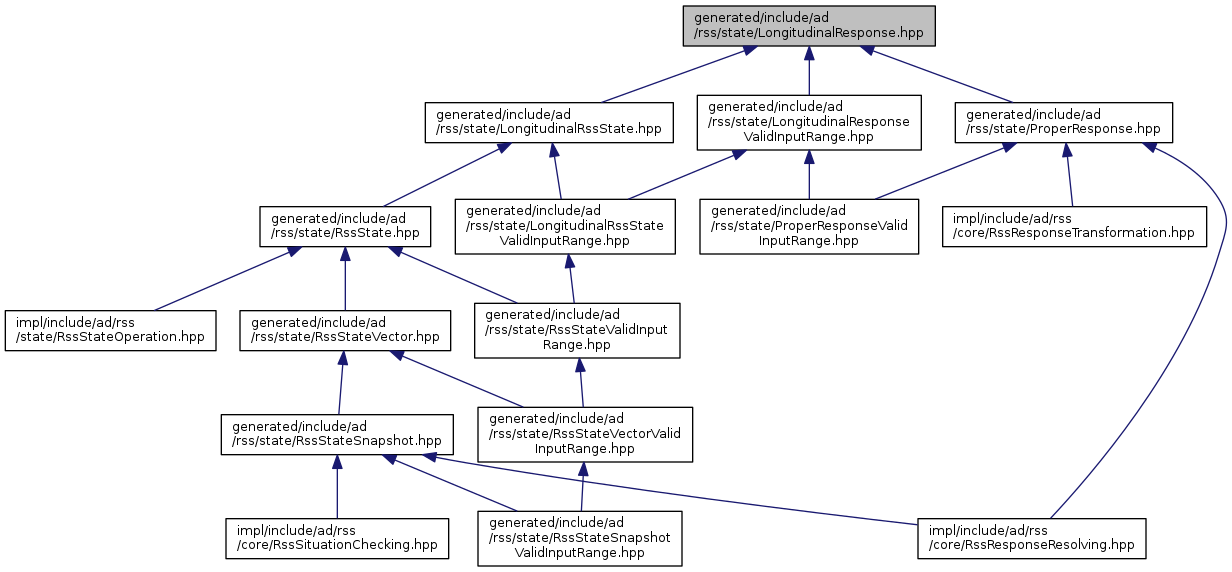 generated/include/ad
/rss/state/LongitudinalResponse.hpp
generated/include/ad
/rss/state/LongitudinalRssState.hpp
generated/include/ad
/rss/state/LongitudinalResponse
ValidInputRange.hpp
generated/include/ad
/rss/state/ProperResponse.hpp
generated/include/ad
/rss/state/RssState.hpp
generated/include/ad
/rss/state/LongitudinalRssState
ValidInputRange.hpp
generated/include/ad
/rss/state/ProperResponseValid
InputRange.hpp
impl/include/ad/rss
/core/RssResponseTransformation.hpp
impl/include/ad/rss
/state/RssStateOperation.hpp
generated/include/ad
/rss/state/RssStateVector.hpp
generated/include/ad
/rss/state/RssStateValidInput
Range.hpp
generated/include/ad
/rss/state/RssStateSnapshot.hpp
generated/include/ad
/rss/state/RssStateVectorValid
InputRange.hpp
impl/include/ad/rss
/core/RssSituationChecking.hpp
generated/include/ad
/rss/state/RssStateSnapshot
ValidInputRange.hpp
impl/include/ad/rss
/core/RssResponseResolving.hpp